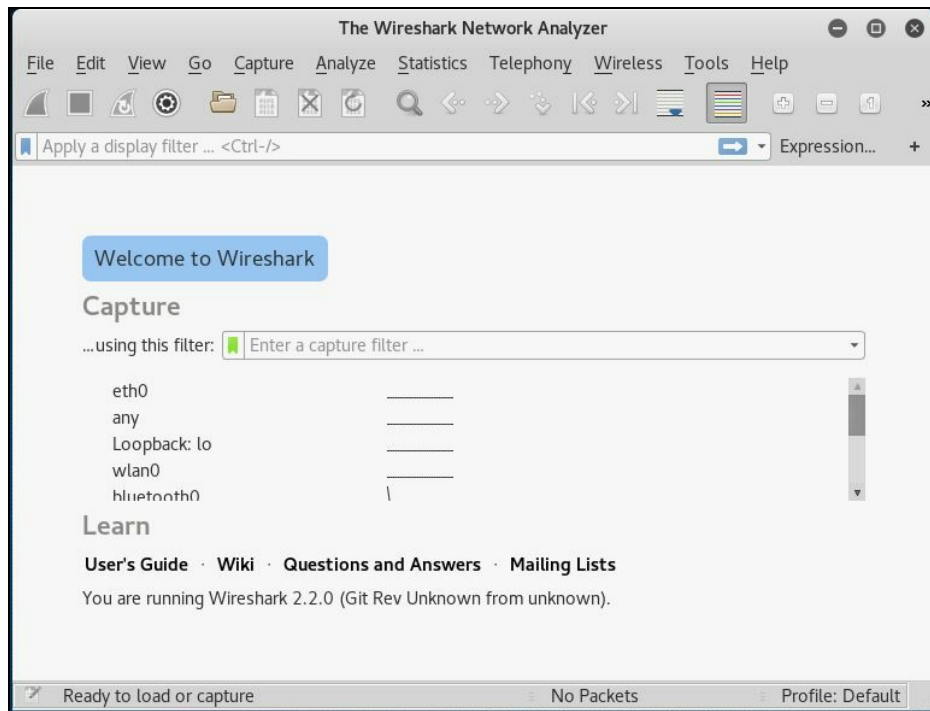 The Wireshark Network Analyzer
File Edit View Go Capture Analyze Statistics Telephony Wireless Tools Help
Apply a display filter ... <Ctrl-/> Expression... +
Welcome to Wireshark
Capture
...using this filter: Enter a capture filter ...
eth0
any
Loopback: lo
wlan0
bluetooth0
Learn
User's Guide · Wiki · Questions and Answers · Mailing Lists
You are running Wireshark 2.2.0 (Git Rev Unknown from unknown).
Ready to load or capture No Packets Profile: Default